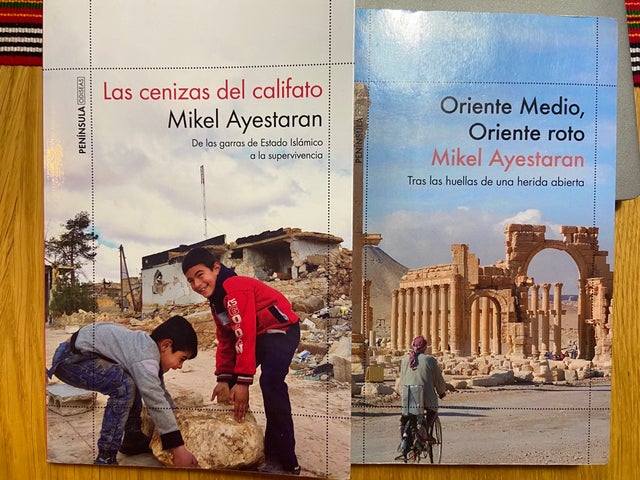 Las cenizas del califato
Mikel Ayestaran
De las garras de Estado Islámico
a la supervivencia
PENÍNSULA ODISEAS
Oriente Medio,
Oriente roto
Mikel Ayestaran
Tras las huellas de una herida abierta